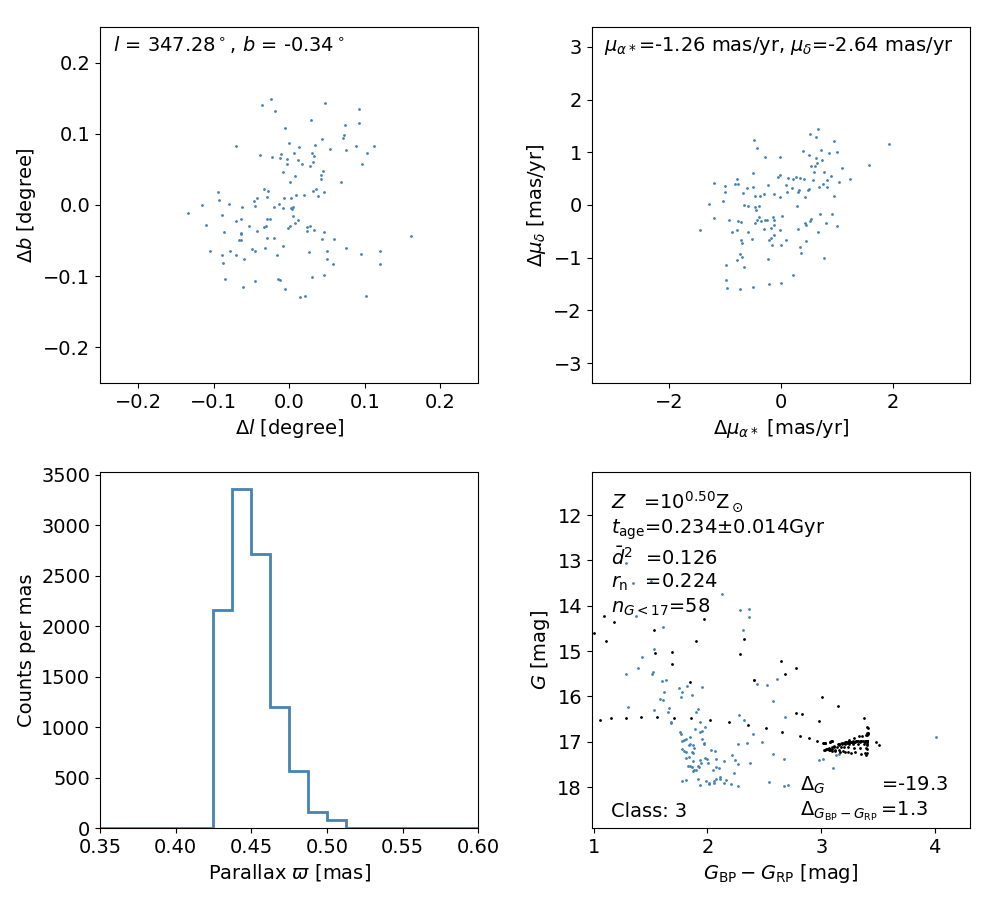 l = 347.28°, b = -0.34°
0.2
0.1
0.0
−0.1
−0.2
Δb [degree]
−0.2 −0.1 0.0 0.1 0.2
Δl [degree]
μα*=-1.26 mas/yr, μδ=-2.64 mas/yr
3
2
1
0
−1
−2
−3
Δμδ [mas/yr]
−2 0 2
Δμα* [mas/yr]
3500
3000
2500
2000
1500
1000
500
0
Counts per mas
0.35 0.40 0.45 0.50 0.55 0.60
Parallax ϖ [mas]
Z =10^0.50Z⊙
t_age=0.234±0.014Gyr
d̄² =0.126
r_n =0.224
n_G<17=58
12
13
14
15
16
17
18
G [mag]
Δ_G =-19.3
Class: 3 Δ_G_BP−G_RP=1.3
1 2 3 4
G_BP − G_RP [mag]